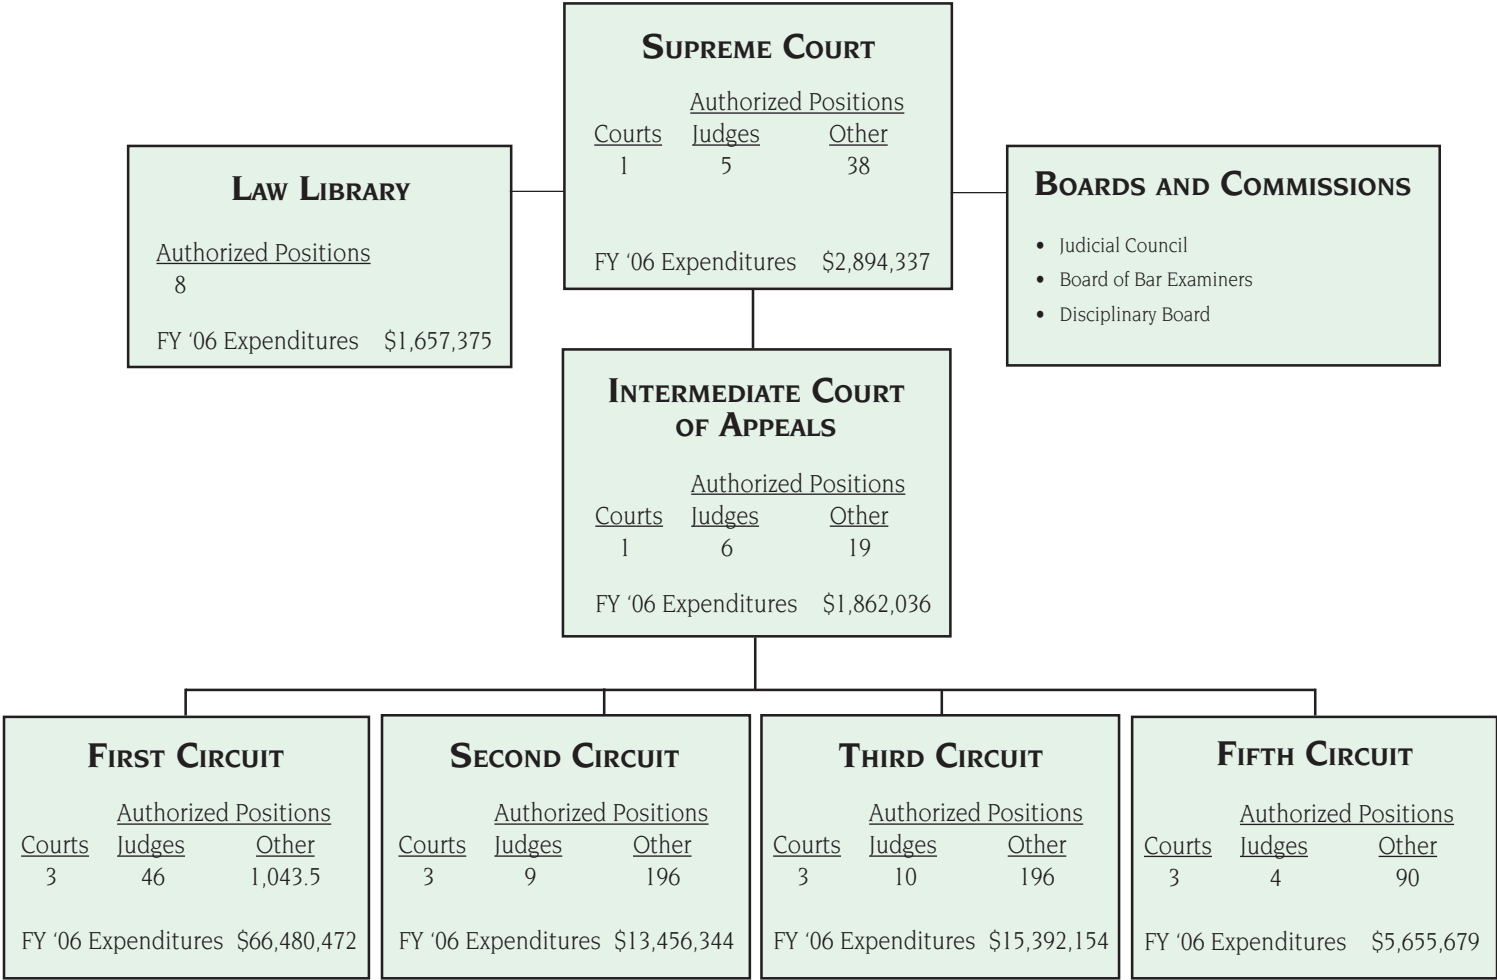 SUPREME COURT
Authorized Positions
Courts Judges Other
1 5 38
FY ‘06 Expenditures $2,894,337
LAW LIBRARY
Authorized Positions
8
FY ‘06 Expenditures $1,657,375
BOARDS AND COMMISSIONS
• Judicial Council
• Board of Bar Examiners
• Disciplinary Board
INTERMEDIATE COURT
OF APPEALS
Authorized Positions
Courts Judges Other
1 6 19
FY ‘06 Expenditures $1,862,036
FIRST CIRCUIT
Authorized Positions
Courts Judges Other
3 46 1,043.5
FY ‘06 Expenditures $66,480,472
SECOND CIRCUIT
Authorized Positions
Courts Judges Other
3 9 196
FY ‘06 Expenditures $13,456,344
THIRD CIRCUIT
Authorized Positions
Courts Judges Other
3 10 196
FY ‘06 Expenditures $15,392,154
FIFTH CIRCUIT
Authorized Positions
Courts Judges Other
3 4 90
FY ‘06 Expenditures $5,655,679